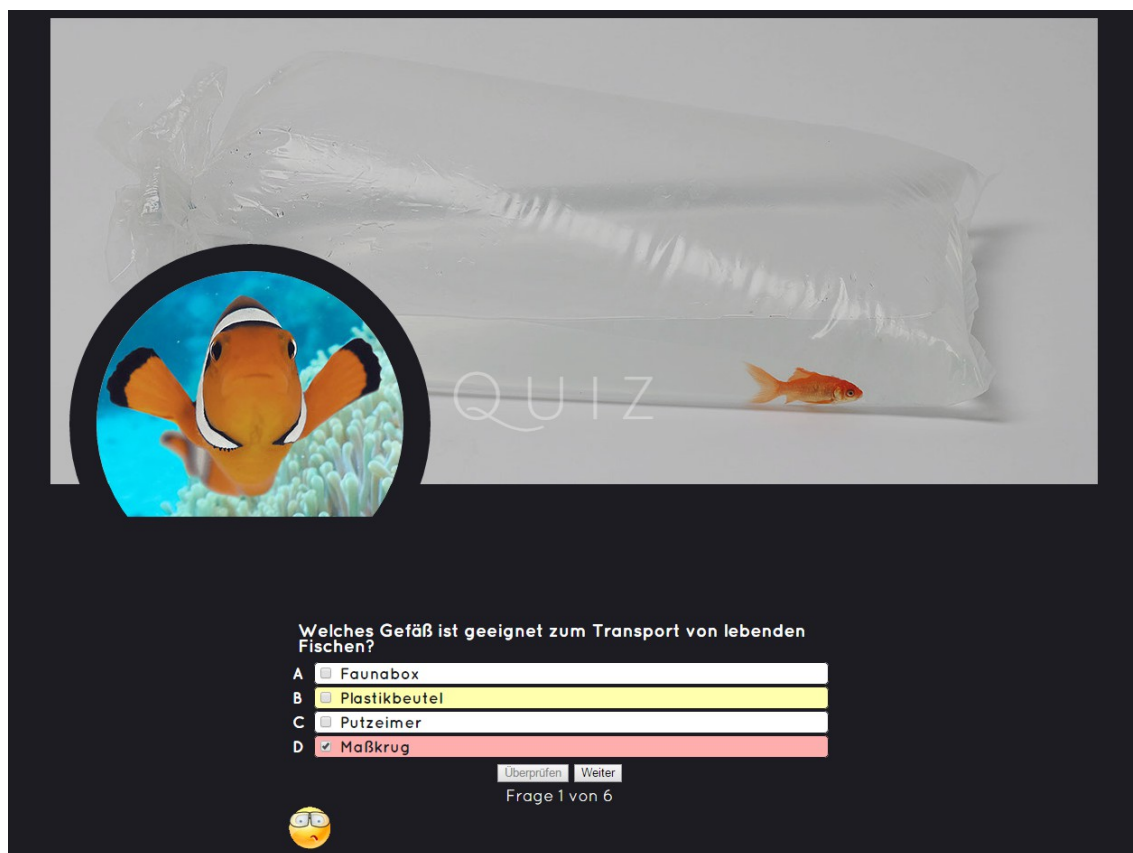 QUIZ
Welches Gefäß ist geeignet zum Transport von lebenden
Fischen?
A Faunabox
B Plastikbeutel
C Putzeimer
D Maßkrug
Überprüfen Weiter
Frage 1 von 6